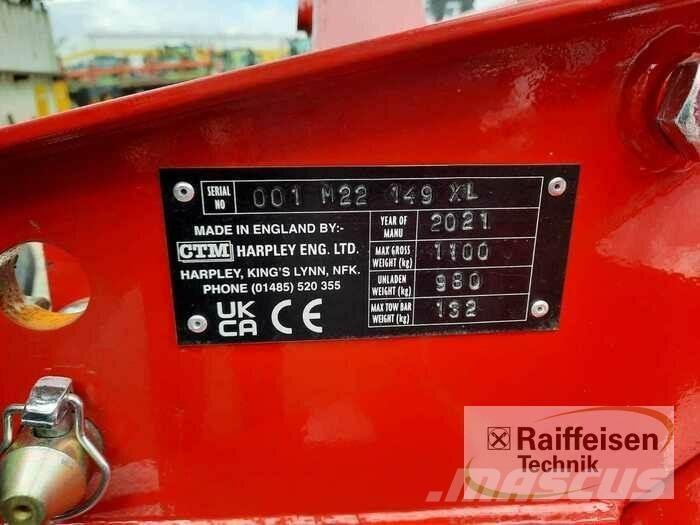 SERIAL NO 001 M22 149 XL
MADE IN ENGLAND BY:-
CTM HARPLEY ENG. LTD.
HARPLEY, KING'S LYNN, NFK.
PHONE (01485) 520 355
UK CA CE
YEAR OF MANU 2021
MAX GROSS WEIGHT (kg) 1100
UNLADEN WEIGHT (kg) 980
MAX TOW BAR WEIGHT (kg) 132
Raiffeisen
Technik
mascus